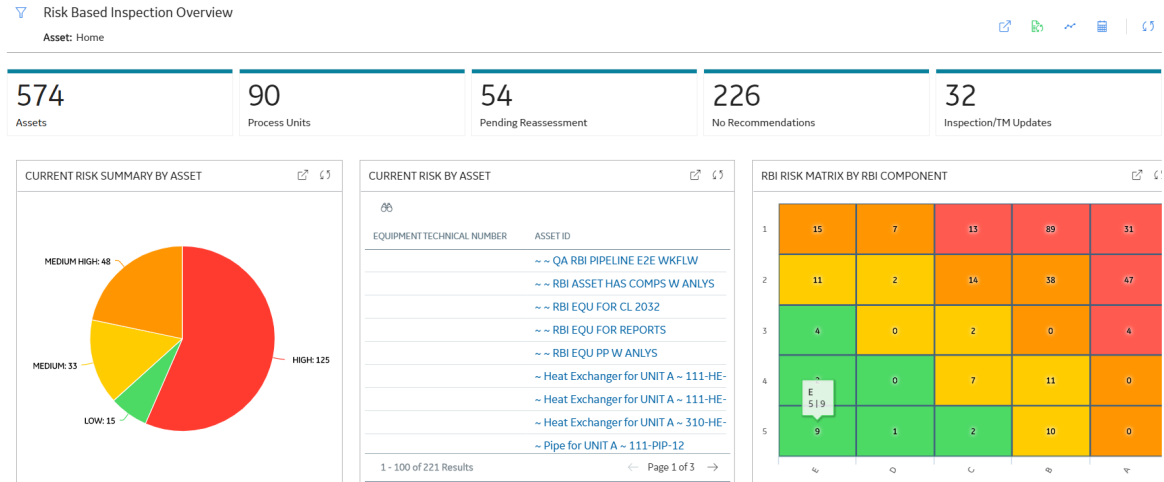 Risk Based Inspection Overview
Asset: Home
574
Assets
90
Process Units
54
Pending Reassessment
226
No Recommendations
32
Inspection/TM Updates
CURRENT RISK SUMMARY BY ASSET
MEDIUM HIGH: 48
MEDIUM: 33
LOW: 15
HIGH: 125
CURRENT RISK BY ASSET
EQUIPMENT TECHNICAL NUMBER ASSET ID
~ ~ QA RBI PIPELINE E2E WKFLW
~ ~ RBI ASSET HAS COMPS W ANLYS
~ ~ RBI EQU FOR CL 2032
~ ~ RBI EQU FOR REPORTS
~ ~ RBI EQU PP W ANLYS
~ Heat Exchanger for UNIT A ~ 111-HE-
~ Heat Exchanger for UNIT A ~ 111-HE-
~ Heat Exchanger for UNIT A ~ 310-HE-
~ Pipe for UNIT A ~ 111-PIP-12
1 - 100 of 221 Results Page 1 of 3
RBI RISK MATRIX BY RBI COMPONENT
1 15 7 13 89 31
2 11 2 14 38 47
3 4 0 2 0 4
4 0 7 11 0
E
5 | 9
5 9 1 2 10 0
E D C B A